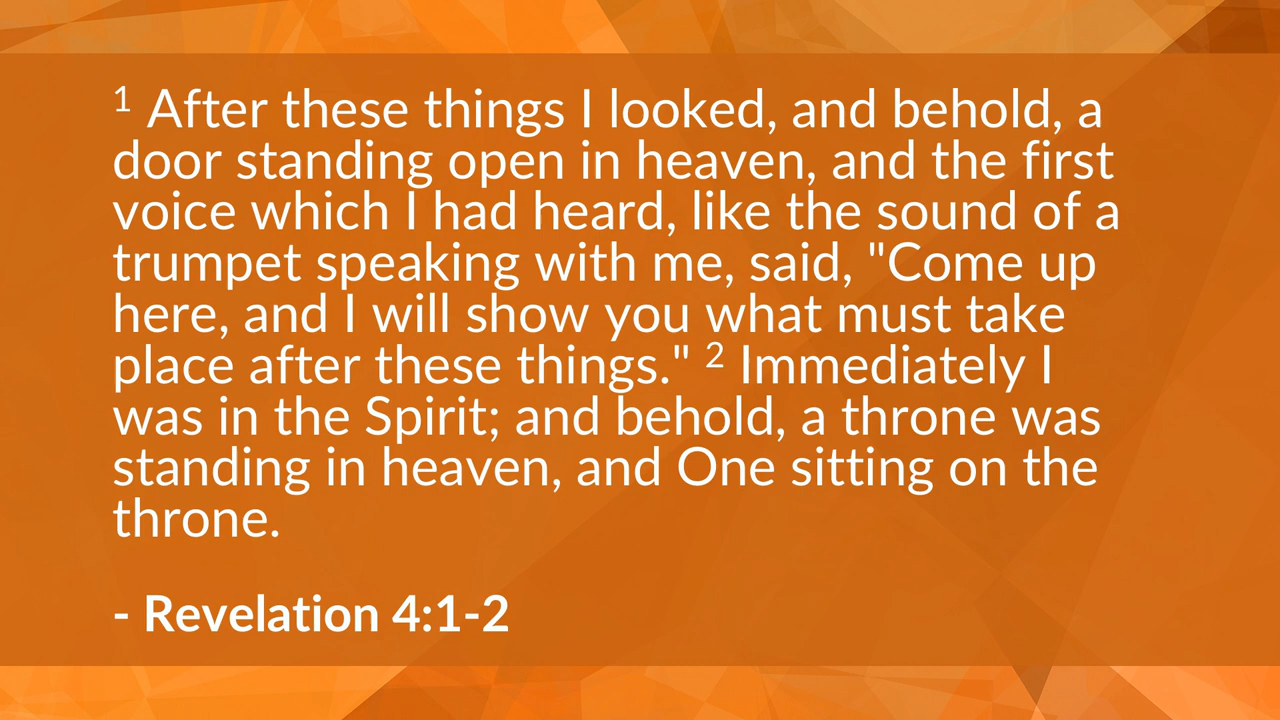 1 After these things I looked, and behold, a
door standing open in heaven, and the first
voice which I had heard, like the sound of a
trumpet speaking with me, said, "Come up
here, and I will show you what must take
place after these things." 2 Immediately I
was in the Spirit; and behold, a throne was
standing in heaven, and One sitting on the
throne.
- Revelation 4:1-2